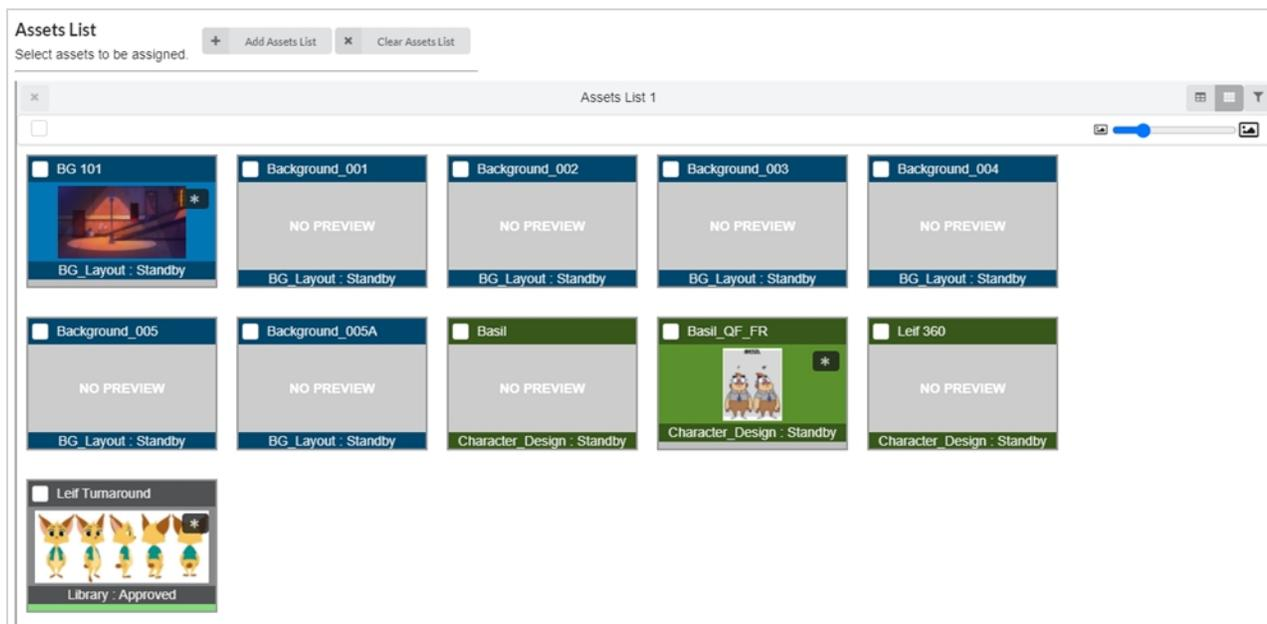 Assets List
Select assets to be assigned.
+ Add Assets List
× Clear Assets List
× Assets List 1
BG 101
*
BG_Layout : Standby
Background_001
NO PREVIEW
BG_Layout : Standby
Background_002
NO PREVIEW
BG_Layout : Standby
Background_003
NO PREVIEW
BG_Layout : Standby
Background_004
NO PREVIEW
BG_Layout : Standby
Background_005
NO PREVIEW
BG_Layout : Standby
Background_005A
NO PREVIEW
BG_Layout : Standby
Basil
NO PREVIEW
Character_Design : Standby
Basil_QF_FR
BASIL
*
Character_Design : Standby
Leif 360
NO PREVIEW
Character_Design : Standby
Leif Turnaround
*
Library : Approved